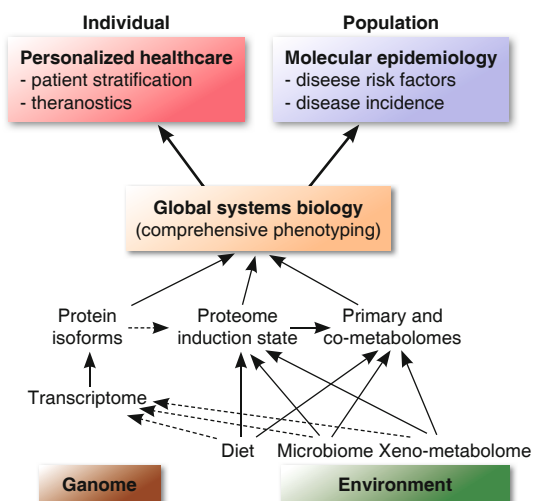 Individual
Population
Personalized healthcare
- patient stratification
- theranostics
Molecular epidemiology
- diseese risk factors
- disease incidence
Global systems biology
(comprehensive phenotyping)
Protein
isoforms
Proteome
induction state
Primary and
co-metabolomes
Transcriptome
Diet
Microbiome
Xeno-metabolome
Ganome
Environment